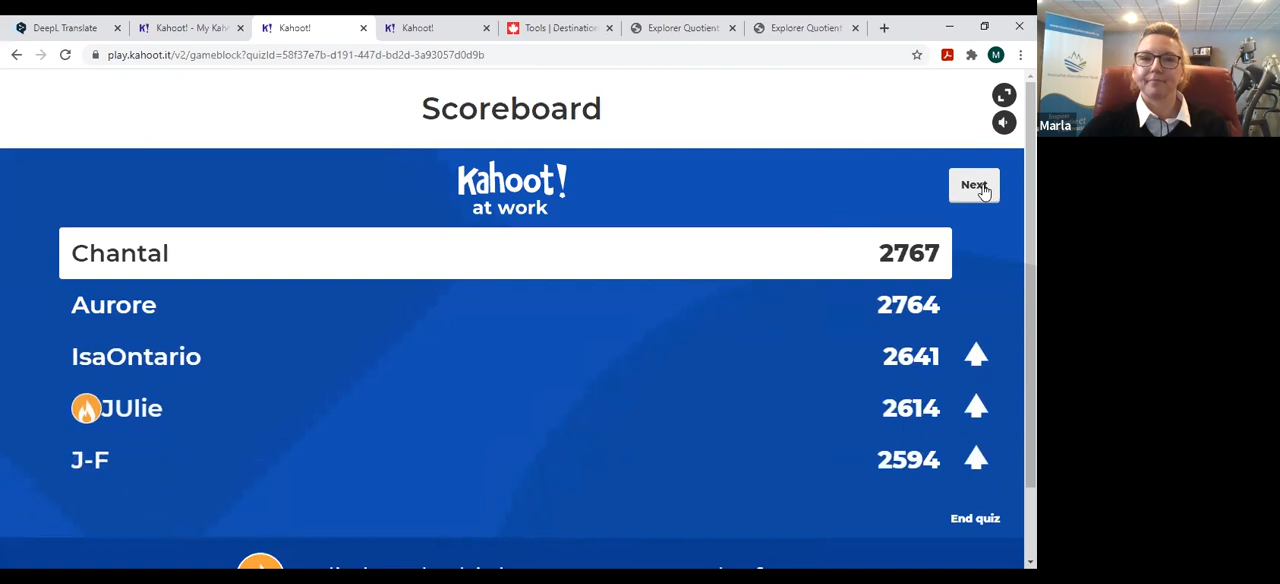 DeepL Translate
Kahoot! - My Kah
Kahoot!
Kahoot!
Tools | Destination
Explorer Quotient
Explorer Quotient
play.kahoot.it/v2/gameblock?quizId=58f37e7b-d191-447d-bd2d-3a93057d0d9b
M
Scoreboard
Marla
Kahoot!
at work
Next
Chantal 2767
Aurore 2764
IsaOntario 2641
JUlie 2614
J-F 2594
End quiz